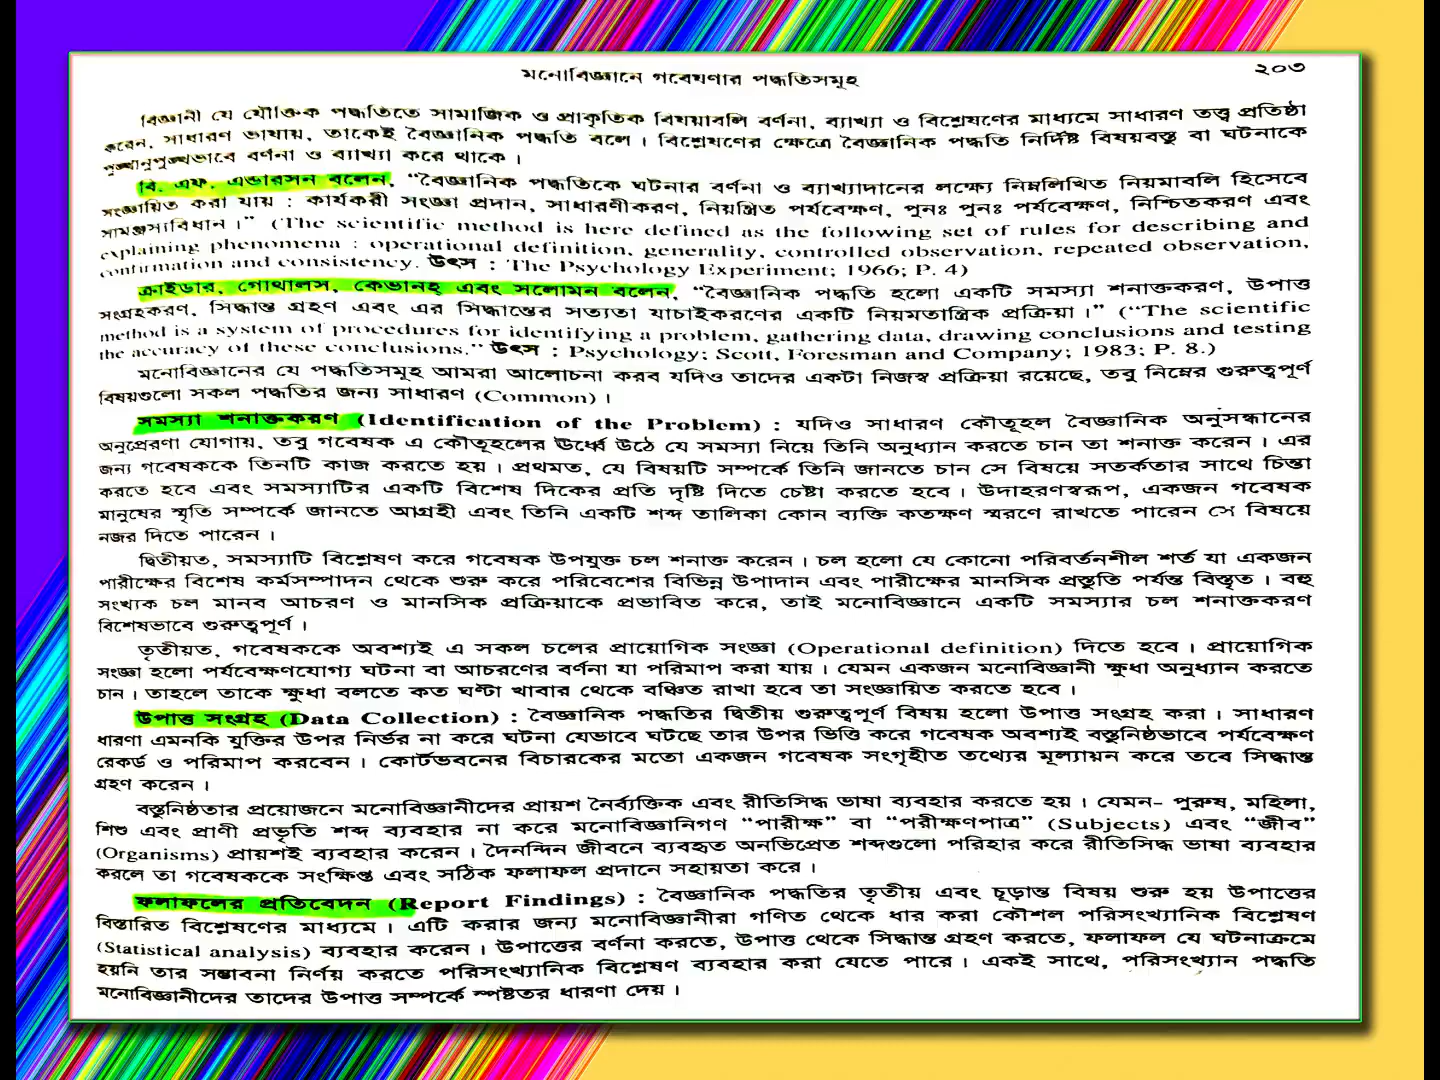 মনোবিজ্ঞানে গবেষণার পদ্ধতিসমূহ
২০৩
বিজ্ঞানী যে যৌক্তিক পদ্ধতিতে সামাজিক ও প্রাকৃতিক বিষয়াবলি বর্ণনা, ব্যাখ্যা ও বিশ্লেষণের মাধ্যমে সাধারণ তত্ত্ব প্রতিষ্ঠা
করেন, সাধারণ ভাষায়, তাকেই বৈজ্ঞানিক পদ্ধতি বলে। বিশ্লেষণের ক্ষেত্রে বৈজ্ঞানিক পদ্ধতি নির্দিষ্ট বিষয়বস্তু বা ঘটনাকে
পুঙ্খানুপুঙ্খভাবে বর্ণনা ও ব্যাখ্যা করে থাকে।
বি. এফ. এন্ডারসন বলেন, “বৈজ্ঞানিক পদ্ধতিকে ঘটনার বর্ণনা ও ব্যাখ্যাদানের লক্ষ্যে নিম্নলিখিত নিয়মাবলি হিসেবে
সংজ্ঞায়িত করা যায় : কার্যকরী সংজ্ঞা প্রদান, সাধারণীকরণ, নিয়ন্ত্রিত পর্যবেক্ষণ, পুনঃ পুনঃ পর্যবেক্ষণ, নিশ্চিতকরণ এবং
সামঞ্জস্যবিধান।” (The scientific method is here defined as the following set of rules for describing and
explaining phenomena : operational definition, generality, controlled observation, repeated observation,
confirmation and consistency. উৎস : The Psychology Experiment; 1966; P. 4)
ক্রাইডার, গোথালস, কেভানহ্ এবং সলোমন বলেন, “বৈজ্ঞানিক পদ্ধতি হলো একটি সমস্যা শনাক্তকরণ, উপাত্ত
সংগ্রহকরণ, সিদ্ধান্ত গ্রহণ এবং এর সিদ্ধান্তের সত্যতা যাচাইকরণের একটি নিয়মতান্ত্রিক প্রক্রিয়া।” (“The scientific
method is a system of procedures for identifying a problem, gathering data, drawing conclusions and testing
the accuracy of these conclusions.” উৎস : Psychology; Scott, Foresman and Company; 1983; P. 8.)
মনোবিজ্ঞানের যে পদ্ধতিসমূহ আমরা আলোচনা করব যদিও তাদের একটা নিজস্ব প্রক্রিয়া রয়েছে, তবু নিম্নের গুরুত্বপূর্ণ
বিষয়গুলো সকল পদ্ধতির জন্য সাধারণ (Common)।
সমস্যা শনাক্তকরণ (Identification of the Problem) : যদিও সাধারণ কৌতূহল বৈজ্ঞানিক অনুসন্ধানের
অনুপ্রেরণা যোগায়, তবু গবেষক এ কৌতূহলের ঊর্ধ্বে উঠে যে সমস্যা নিয়ে তিনি অনুধ্যান করতে চান তা শনাক্ত করেন। এর
জন্য গবেষককে তিনটি কাজ করতে হয়। প্রথমত, যে বিষয়টি সম্পর্কে তিনি জানতে চান সে বিষয়ে সতর্কতার সাথে চিন্তা
করতে হবে এবং সমস্যাটির একটি বিশেষ দিকের প্রতি দৃষ্টি দিতে চেষ্টা করতে হবে। উদাহরণস্বরূপ, একজন গবেষক
মানুষের স্মৃতি সম্পর্কে জানতে আগ্রহী এবং তিনি একটি শব্দ তালিকা কোন ব্যক্তি কতক্ষণ স্মরণে রাখতে পারেন সে বিষয়ে
নজর দিতে পারেন।
দ্বিতীয়ত, সমস্যাটি বিশ্লেষণ করে গবেষক উপযুক্ত চল শনাক্ত করেন। চল হলো যে কোনো পরিবর্তনশীল শর্ত যা একজন
পারীক্ষের বিশেষ কর্মসম্পাদন থেকে শুরু করে পরিবেশের বিভিন্ন উপাদান এবং পারীক্ষের মানসিক প্রস্তুতি পর্যন্ত বিস্তৃত। বহু
সংখ্যক চল মানব আচরণ ও মানসিক প্রক্রিয়াকে প্রভাবিত করে, তাই মনোবিজ্ঞানে একটি সমস্যার চল শনাক্তকরণ
বিশেষভাবে গুরুত্বপূর্ণ।
তৃতীয়ত, গবেষককে অবশ্যই এ সকল চলের প্রায়োগিক সংজ্ঞা (Operational definition) দিতে হবে। প্রায়োগিক
সংজ্ঞা হলো পর্যবেক্ষণযোগ্য ঘটনা বা আচরণের বর্ণনা যা পরিমাপ করা যায়। যেমন একজন মনোবিজ্ঞানী ক্ষুধা অনুধ্যান করতে
চান। তাহলে তাকে ক্ষুধা বলতে কত ঘণ্টা খাবার থেকে বঞ্চিত রাখা হবে তা সংজ্ঞায়িত করতে হবে।
উপাত্ত সংগ্রহ (Data Collection) : বৈজ্ঞানিক পদ্ধতির দ্বিতীয় গুরুত্বপূর্ণ বিষয় হলো উপাত্ত সংগ্রহ করা। সাধারণ
ধারণা এমনকি যুক্তির উপর নির্ভর না করে ঘটনা যেভাবে ঘটছে তার উপর ভিত্তি করে গবেষক অবশ্যই বস্তুনিষ্ঠভাবে পর্যবেক্ষণ
রেকর্ড ও পরিমাপ করবেন। কোর্টভবনের বিচারকের মতো একজন গবেষক সংগৃহীত তথ্যের মূল্যায়ন করে তবে সিদ্ধান্ত
গ্রহণ করেন।
বস্তুনিষ্ঠতার প্রয়োজনে মনোবিজ্ঞানীদের প্রায়শ নৈর্ব্যক্তিক এবং রীতিসিদ্ধ ভাষা ব্যবহার করতে হয়। যেমন- পুরুষ, মহিলা,
শিশু এবং প্রাণী প্রভৃতি শব্দ ব্যবহার না করে মনোবিজ্ঞানিগণ “পারীক্ষ” বা “পরীক্ষণপাত্র” (Subjects) এবং “জীব”
(Organisms) প্রায়শই ব্যবহার করেন। দৈনন্দিন জীবনে ব্যবহৃত অনভিপ্রেত শব্দগুলো পরিহার করে রীতিসিদ্ধ ভাষা ব্যবহার
করলে তা গবেষককে সংক্ষিপ্ত এবং সঠিক ফলাফল প্রদানে সহায়তা করে।
ফলাফলের প্রতিবেদন (Report Findings) : বৈজ্ঞানিক পদ্ধতির তৃতীয় এবং চূড়ান্ত বিষয় শুরু হয় উপাত্তের
বিস্তারিত বিশ্লেষণের মাধ্যমে। এটি করার জন্য মনোবিজ্ঞানীরা গণিত থেকে ধার করা কৌশল পরিসংখ্যানিক বিশ্লেষণ
(Statistical analysis) ব্যবহার করেন। উপাত্তের বর্ণনা করতে, উপাত্ত থেকে সিদ্ধান্ত গ্রহণ করতে, ফলাফল যে ঘটনাক্রমে
হয়নি তার সম্ভাবনা নির্ণয় করতে পরিসংখ্যানিক বিশ্লেষণ ব্যবহার করা যেতে পারে। একই সাথে, পরিসংখ্যান পদ্ধতি
মনোবিজ্ঞানীদের তাদের উপাত্ত সম্পর্কে স্পষ্টতর ধারণা দেয়।